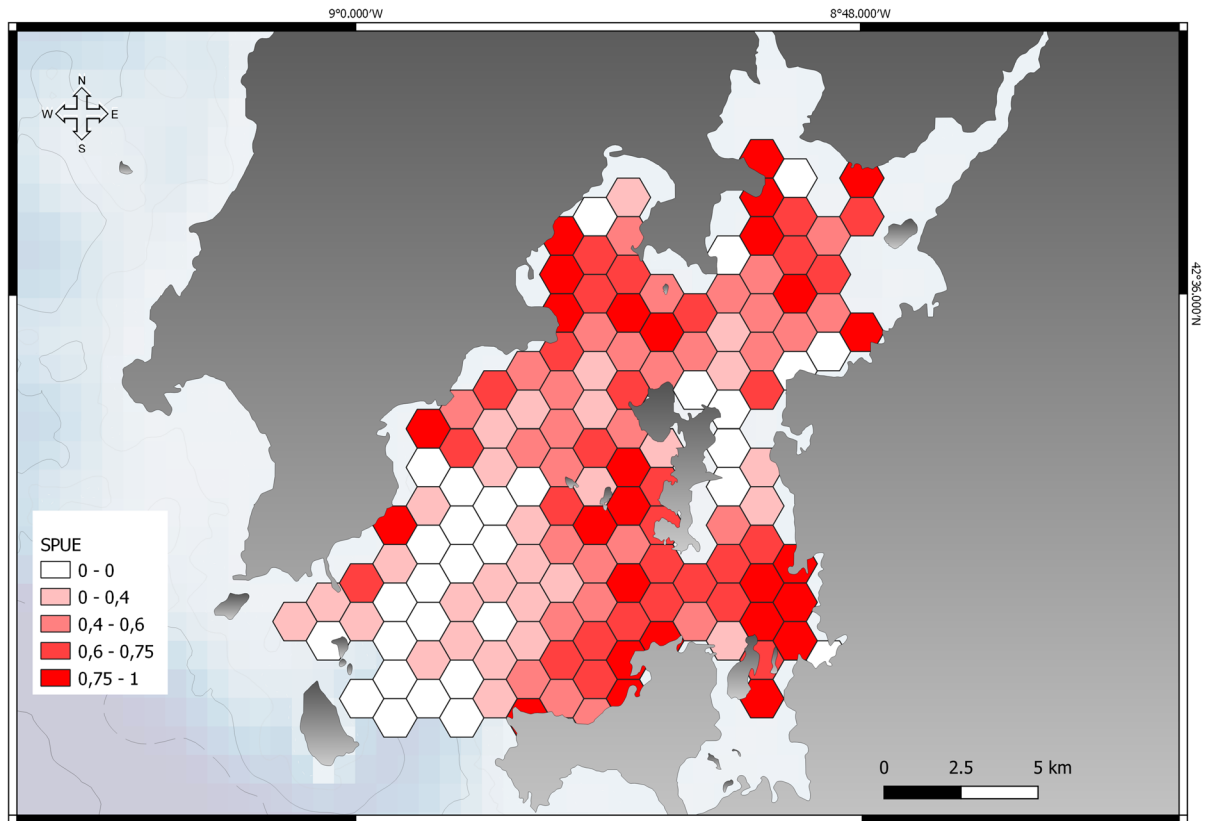 9°0.000'W
8°48.000'W
N
W
E
S
42°36.000'N
SPUE
0 - 0
0 - 0,4
0,4 - 0,6
0,6 - 0,75
0,75 - 1
0
2.5
5 km